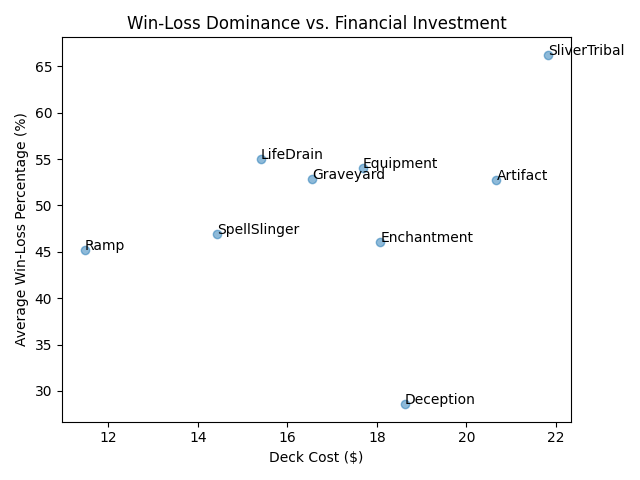 Win-Loss Dominance vs. Financial Investment
SliverTribal
LifeDrain
Equipment
Graveyard
Artifact
SpellSlinger
Enchantment
Ramp
Deception
65
60
55
50
45
40
35
30
Average Win-Loss Percentage (%)
12 14 16 18 20 22
Deck Cost ($)